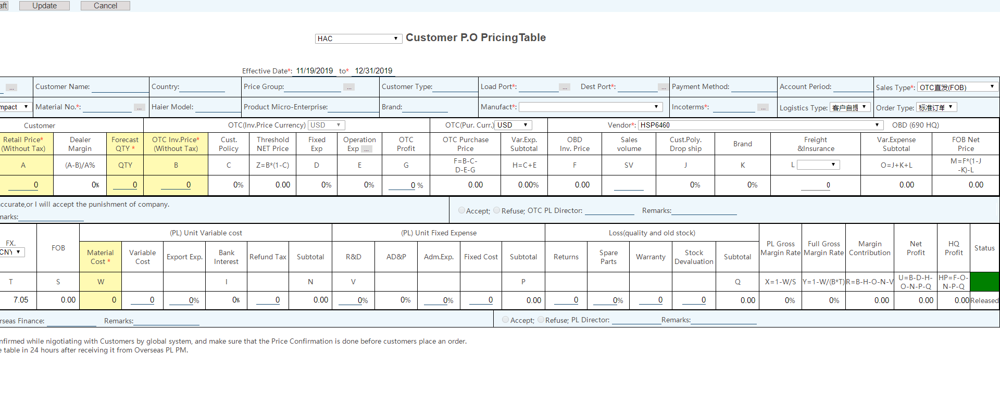 aft Update Cancel
HAC Customer P.O PricingTable
Effective Date*: 11/19/2019 to* 12/31/2019
... Customer Name: Country: Price Group: ... Customer Type: Load Port*: ... Dest Port*: ... Payment Method: Account Period: Sales Type*: OTC直发(FOB)
mpact Material No.*: ... Haier Model: Product Micro-Enterprise: Brand: Manufact*: Incoterms*: ... Logistics Type: 客户自提 Order Type: 标准订单
Customer OTC(Inv.Price Currency) USD OTC(Pur. Curr.) USD Vendor*: HSP6460 OBD (690 HQ)
Retail Price* Dealer Forecast OTC Inv.Price* Cust. Threshold Fixed Operation OTC OTC Purchase Var.Exp. OBD Sales Cust.Poly. Brand Freight Var.Expense FOB Net
(Without Tax) Margin QTY * (Without Tax) Policy NET Price Exp Exp ... Profit Price Subtotal Inv. Price volume Drop ship &Insurance Subtotal Price
A (A-B)/A% QTY B C Z=B*(1-C) D E G F=B-C- H=C+E F SV J K L O=J+K+L M=F*(1-J
D-E-G -K)-L
0 0% 0 0 0% 0.00 0% 0% 0 % 0.00 0.00% 0.00 0% 0% 0 0.00 0.00
accurate,or I will accept the punishment of company.
marks: Accept; Refuse; OTC PL Director: Remarks:
(PL) Unit Variable cost (PL) Unit Fixed Expense Loss(quality and old stock)
FX. FOB Material Variable Export Exp. Bank Refund Tax Subtotal R&D AD&P Adm.Exp. Fixed Cost Subtotal Returns Spare Warranty Stock Subtotal PL Gross Full Gross Margin Net HQ Status
CNY Cost * Cost Interest Parts Devaluation Margin Rate Margin Rate Contribution Profit Profit
T S W I N V P Q X=1-W/S Y=1-W/(B*T) R=B-H-O-N-V U=B-D-H- HP=F-O-
O-N-P-Q N-P-Q
7.05 0.00 0 0 0% 0% 0 0.00 0% 0% 0% 0 0.00 0 0% 0 0 0.00 0% 0% 0.00 0.00 0.00 Released
rseas Finance: Remarks: Accept; Refuse; PL Director: Remarks:
nfirmed while nigotiating with Customers by global system, and make sure that the Price Confirmation is done before customers place an order.
e table in 24 hours after receiving it from Overseas PL PM.